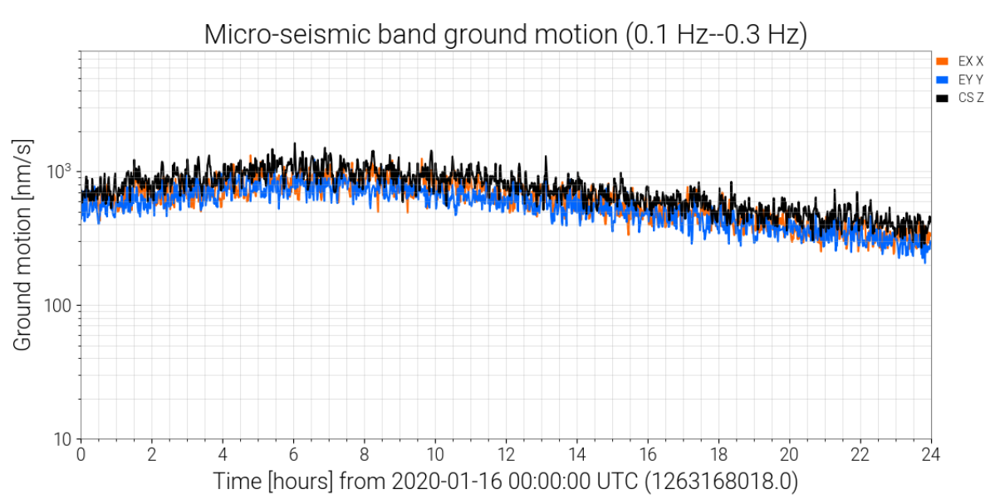 Micro-seismic band ground motion (0.1 Hz--0.3 Hz)
EX X
EY Y
CS Z
Ground motion [nm/s]
10³
100
10
0 2 4 6 8 10 12 14 16 18 20 22 24
Time [hours] from 2020-01-16 00:00:00 UTC (1263168018.0)